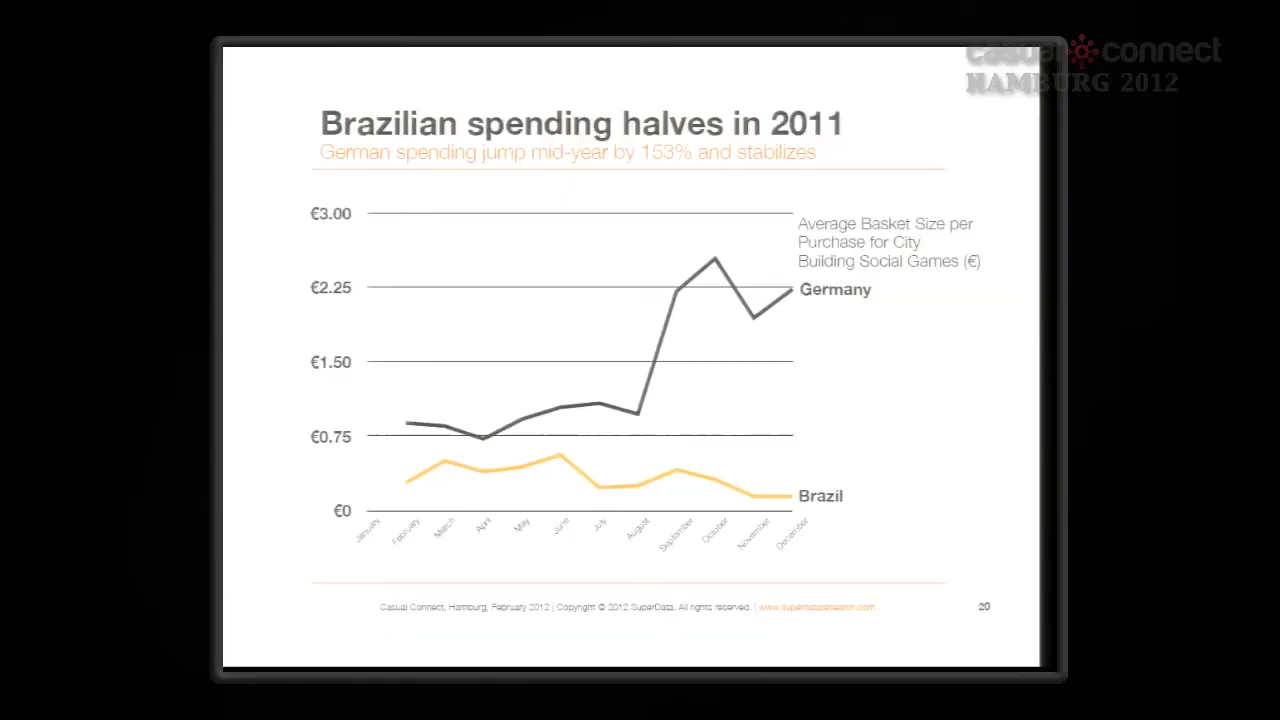 casual connect
HAMBURG 2012
Brazilian spending halves in 2011
German spending jump mid-year by 153% and stabilizes
€3.00
Average Basket Size per
Purchase for City
Building Social Games (€)
€2.25
Germany
€1.50
€0.75
Brazil
€0
January
February
March
April
May
June
July
August
September
October
November
December
Casual Connect, Hamburg, February 2012 | Copyright © 2012 SuperData. All rights reserved. | www.superdataresearch.com
20